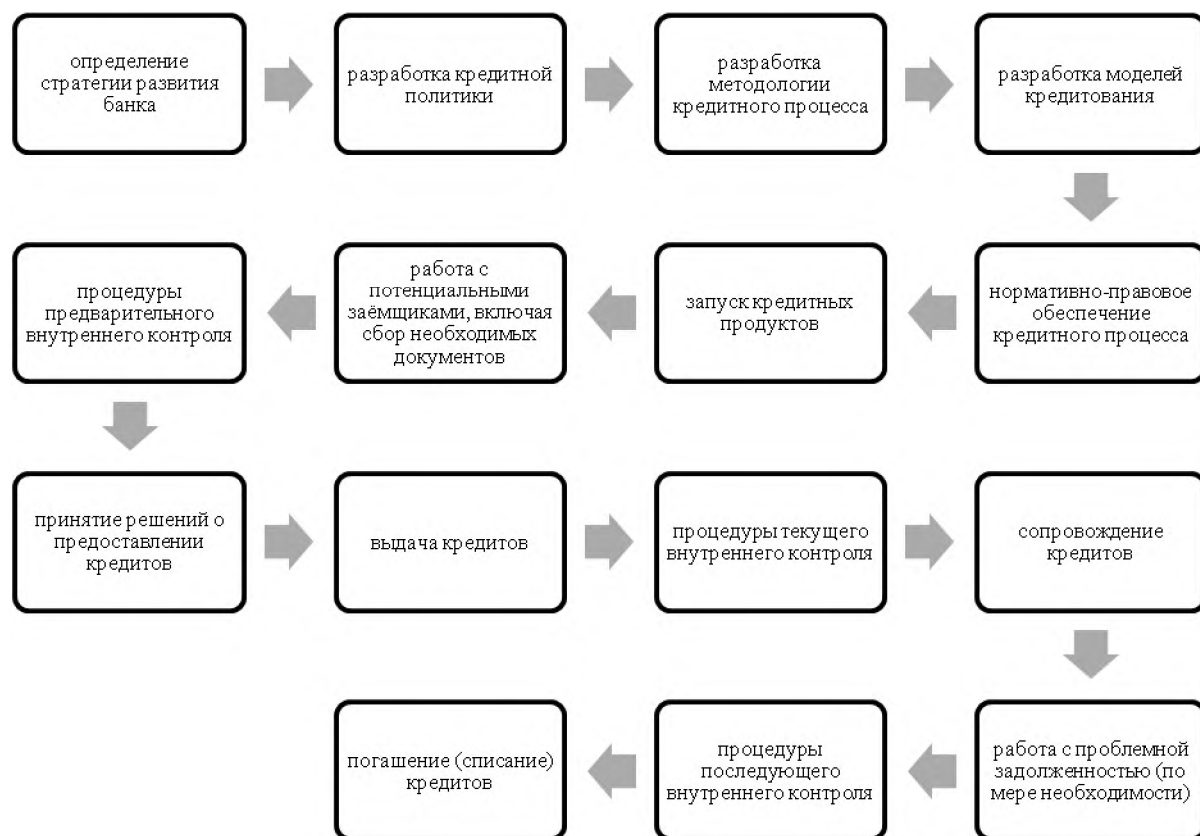 определение
стратегии развития
банка
разработка кредитной
политики
разработка
методологии
кредитного процесса
разработка моделей
кредитования
нормативно-правовое
обеспечение
кредитного процесса
запуск кредитных
продуктов
работа с
потенциальными
заёмщиками, включая
сбор необходимых
документов
процедуры
предварительного
внутреннего контроля
принятие решений о
предоставлении
кредитов
выдача кредитов
процедуры текущего
внутреннего контроля
сопровождение
кредитов
работа с проблемной
задолженностью (по
мере необходимости)
процедуры
последующего
внутреннего контроля
погашение (списание)
кредитов